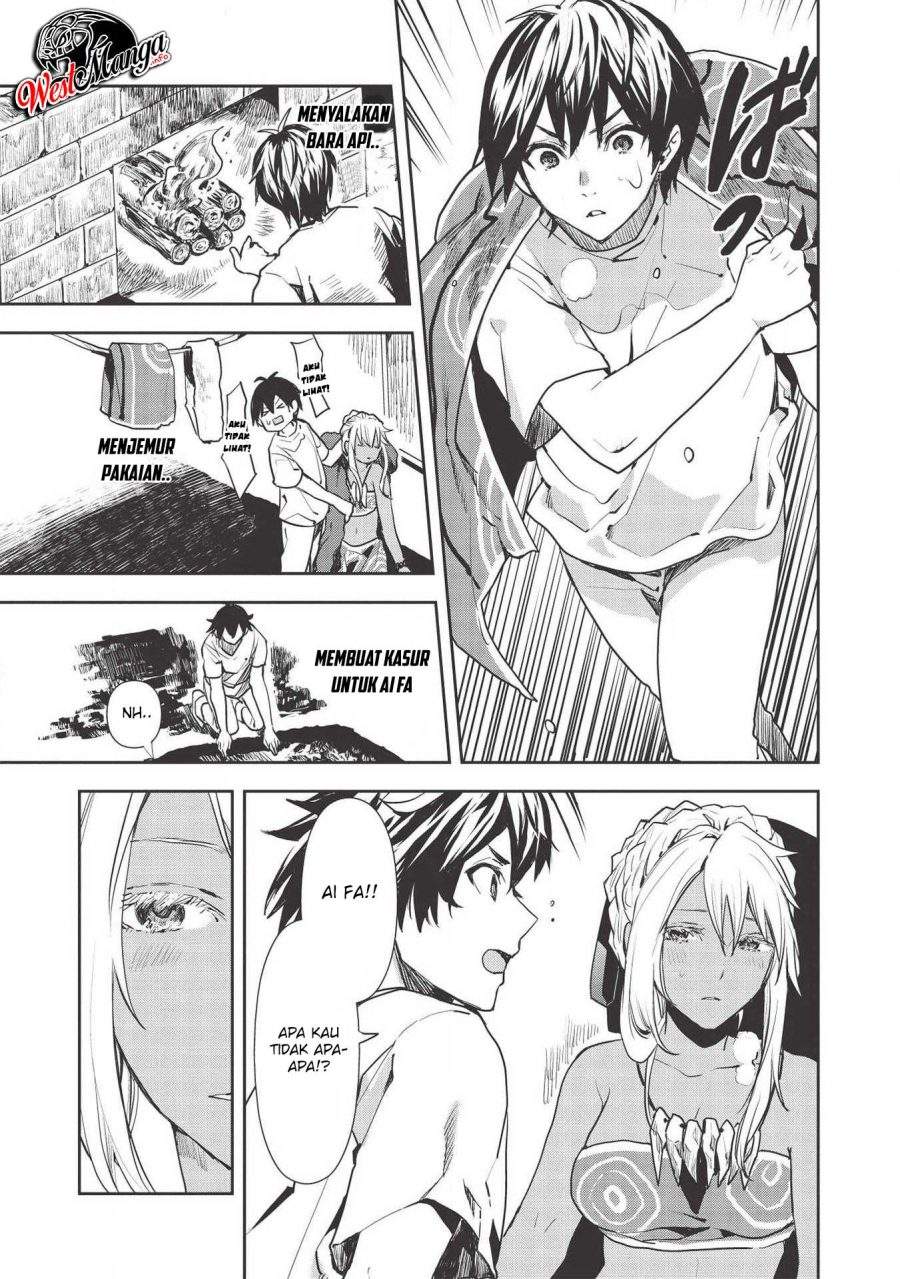 WestManga
.info
ばっ
MENYALAKAN
BARA API..
AKU
TIDAK
LIHAT!
AKU
TIDAK
LIHAT!
MENJEMUR
PAKAIAN..
MEMBUAT KASUR
UNTUK AI FA
NH..
AI FA!!
APA KAU
TIDAK APA-
APA!?